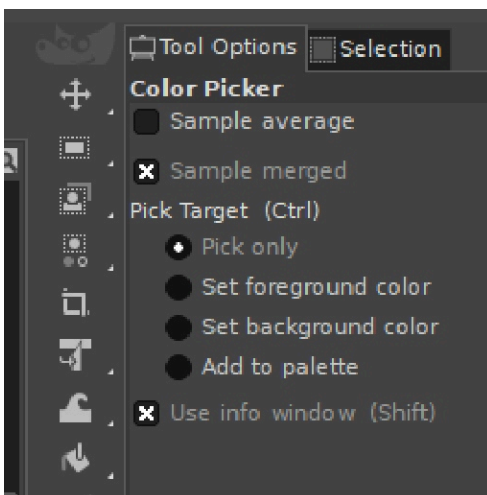 Tool Options Selection
Color Picker
Sample average
Sample merged
Pick Target (Ctrl)
Pick only
Set foreground color
Set background color
Add to palette
Use info window (Shift)